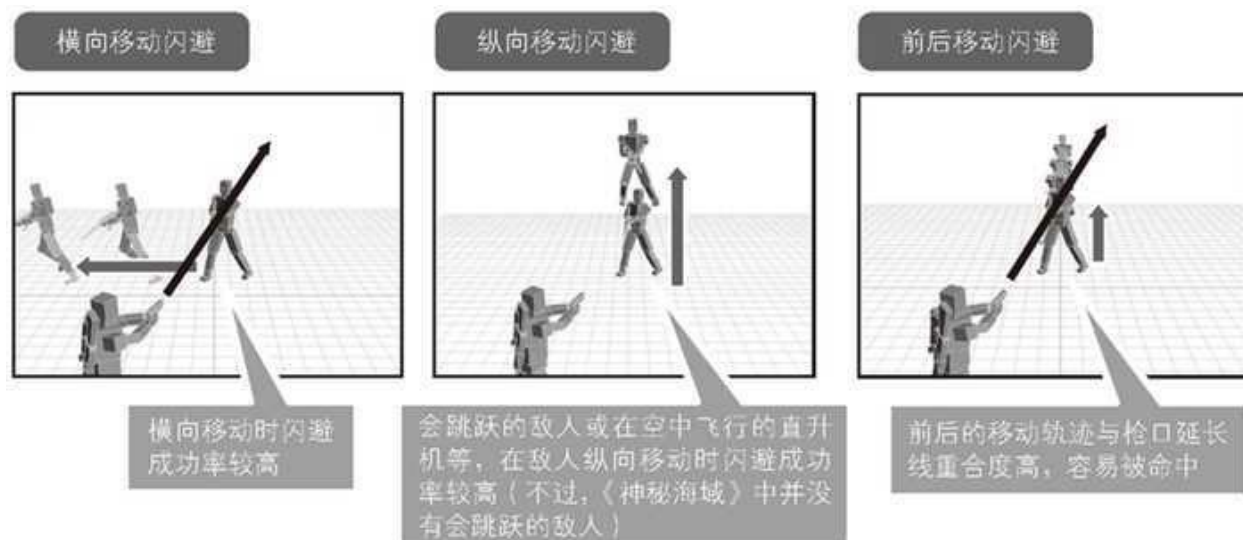 横向移动闪避
纵向移动闪避
前后移动闪避
横向移动时闪避
成功率较高
会跳跃的敌人或在空中飞行的直升
机等，在敌人纵向移动时闪避成功
率较高（不过，《神秘海域》中并没
有会跳跃的敌人）
前后的移动轨迹与枪口延长
线重合度高，容易被命中